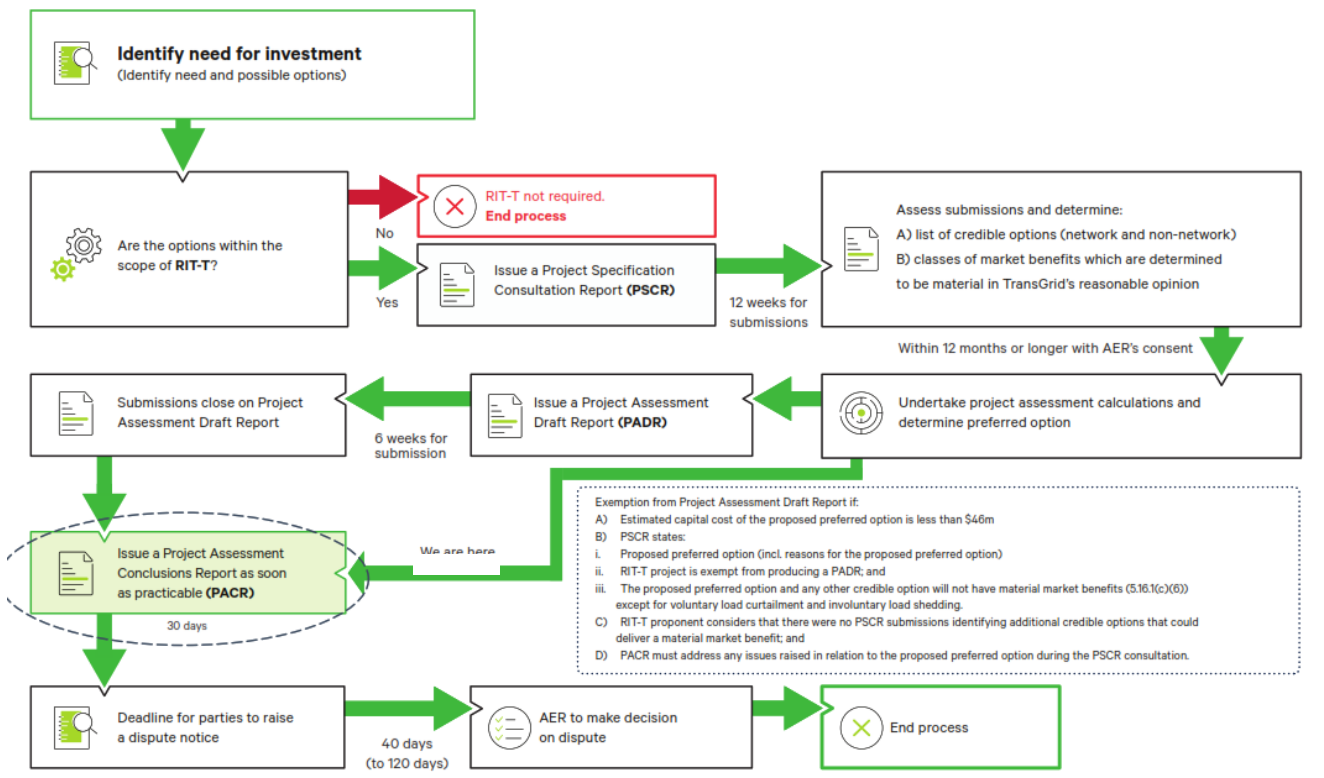 Identify need for investment
(Identify need and possible options)
Are the options within the
scope of RIT-T?
No
Yes
RIT-T not required.
End process
Issue a Project Specification
Consultation Report (PSCR)
12 weeks for
submissions
Assess submissions and determine:
A) list of credible options (network and non-network)
B) classes of market benefits which are determined
to be material in TransGrid's reasonable opinion
Within 12 months or longer with AER's consent
Undertake project assessment calculations and
determine preferred option
Issue a Project Assessment
Draft Report (PADR)
6 weeks for
submission
Submissions close on Project
Assessment Draft Report
Exemption from Project Assessment Draft Report if:
A) Estimated capital cost of the proposed preferred option is less than $46m
B) PSCR states:
i. Proposed preferred option (incl. reasons for the proposed preferred option)
ii. RIT-T project is exempt from producing a PADR; and
iii. The proposed preferred option and any other credible option will not have material market benefits (5.16.1(c)(6))
except for voluntary load curtailment and involuntary load shedding.
C) RIT-T proponent considers that there were no PSCR submissions identifying additional credible options that could
deliver a material market benefit; and
D) PACR must address any issues raised in relation to the proposed preferred option during the PSCR consultation.
We are here
Issue a Project Assessment
Conclusions Report as soon
as practicable (PACR)
30 days
Deadline for parties to raise
a dispute notice
40 days
(to 120 days)
AER to make decision
on dispute
End process